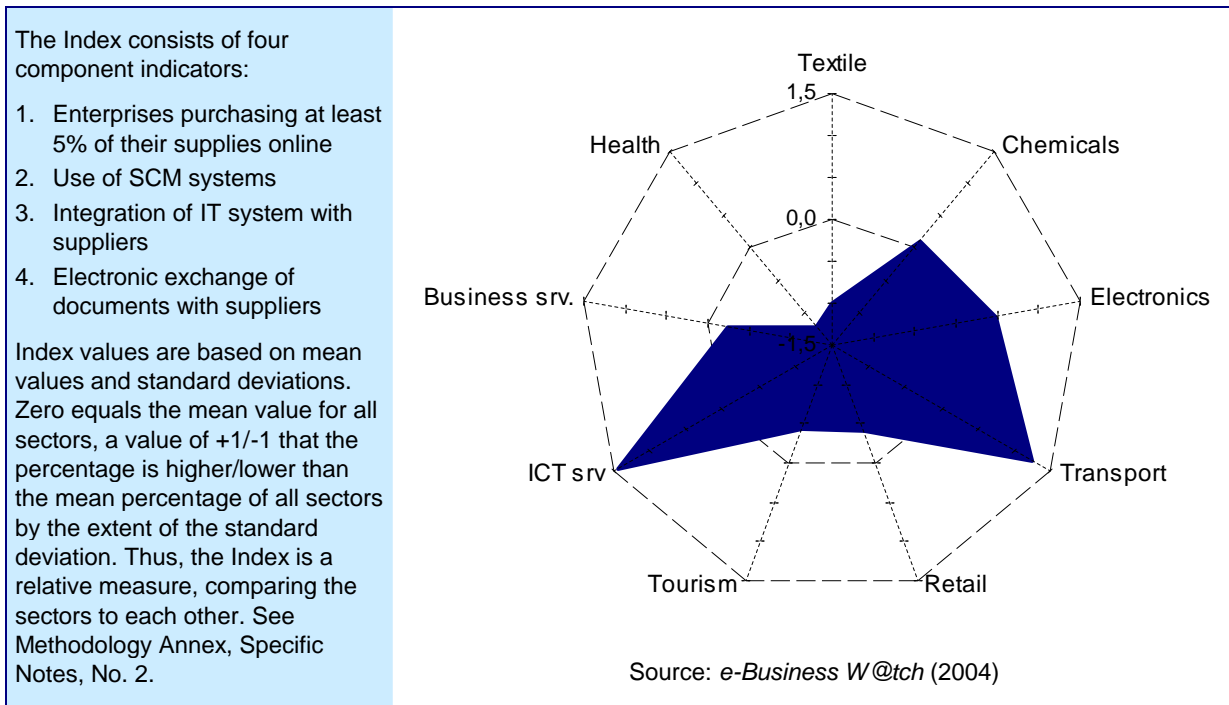 The Index consists of four
component indicators:
1. Enterprises purchasing at least
5% of their supplies online
2. Use of SCM systems
3. Integration of IT system with
suppliers
4. Electronic exchange of
documents with suppliers
Index values are based on mean
values and standard deviations.
Zero equals the mean value for all
sectors, a value of +1/-1 that the
percentage is higher/lower than
the mean percentage of all sectors
by the extent of the standard
deviation. Thus, the Index is a
relative measure, comparing the
sectors to each other. See
Methodology Annex, Specific
Notes, No. 2.
Textile
1,5
Health
Chemicals
0,0
Business srv.
Electronics
-1,5
ICT srv
Transport
Tourism
Retail
Source: e-Business W@tch (2004)